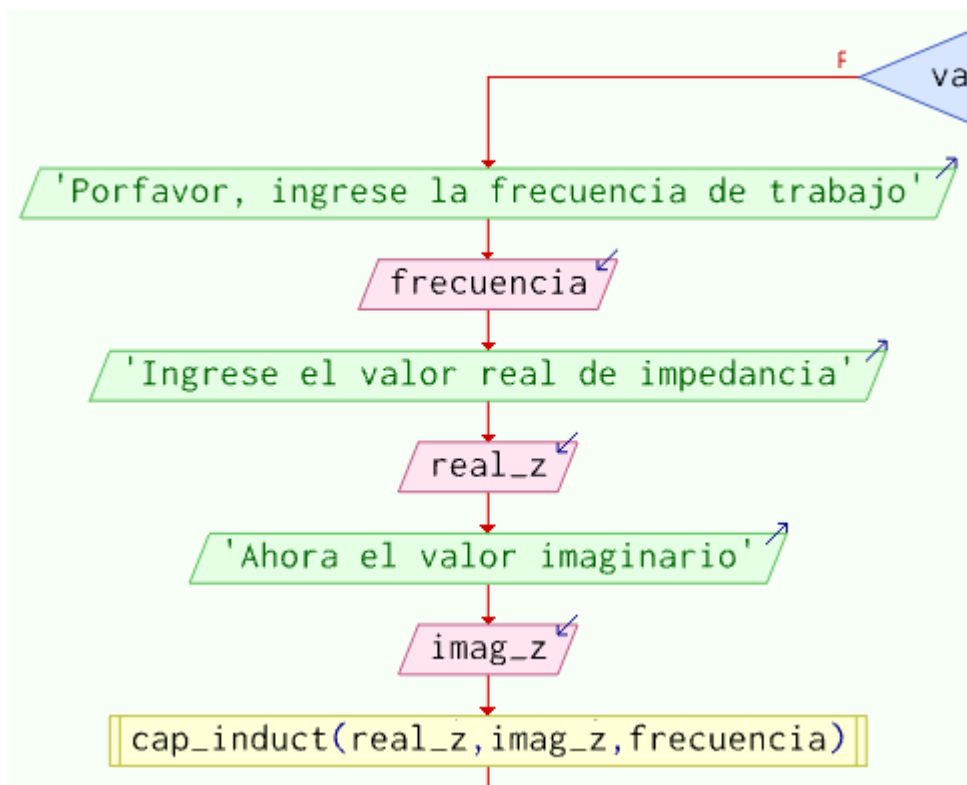 F
va
'Porfavor, ingrese la frecuencia de trabajo'
frecuencia
'Ingrese el valor real de impedancia'
real_z
'Ahora el valor imaginario'
imag_z
cap_induct(real_z,imag_z,frecuencia)